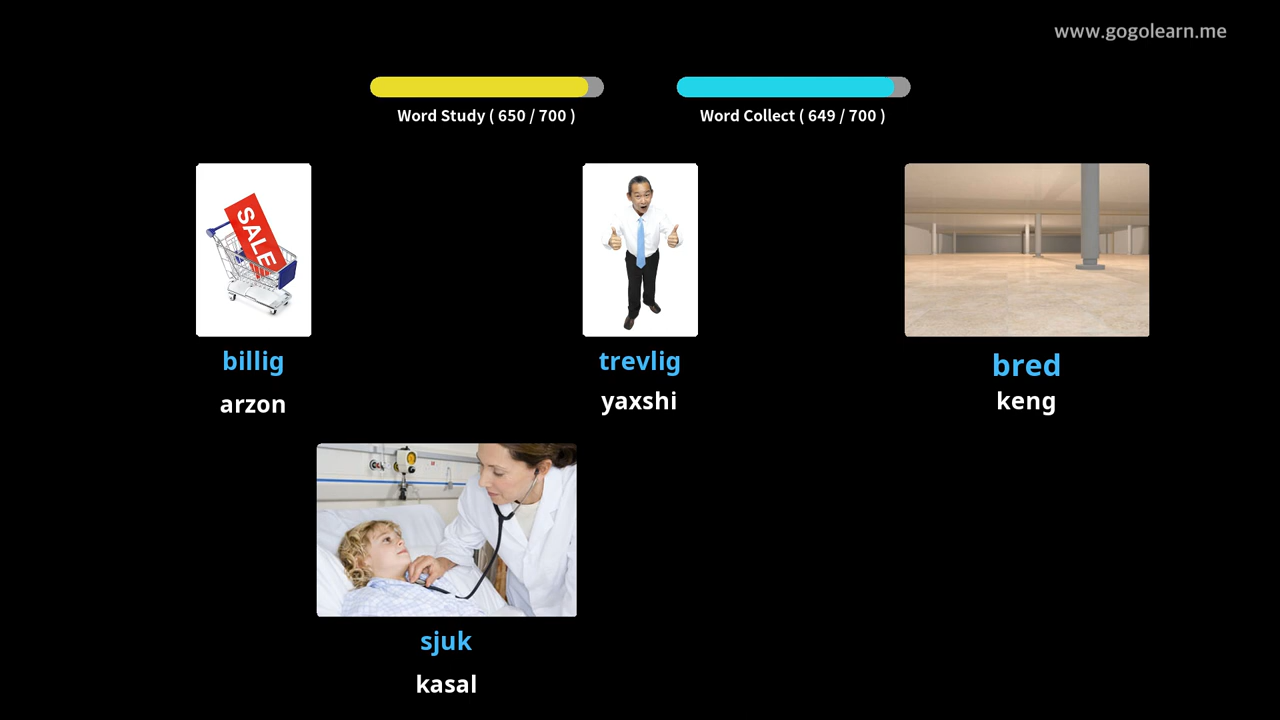 www.gogolearn.me
Word Study ( 650 / 700 )
Word Collect ( 649 / 700 )
SALE
billig
arzon
trevlig
yaxshi
bred
keng
sjuk
kasal